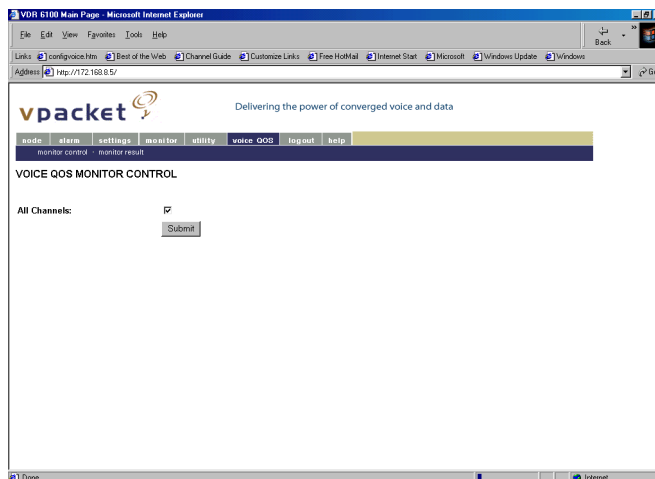 VDR 6100 Main Page - Microsoft Internet Explorer
File Edit View Favorites Tools Help
Back
Links configvoice.htm Best of the Web Channel Guide Customize Links Free HotMail Internet Start Microsoft Windows Update Windows
Address http://172.168.8.5/
Go
vpacket
Delivering the power of converged voice and data
node alarm settings monitor utility voice QOS logout help
monitor control - monitor result
VOICE QOS MONITOR CONTROL
All Channels:
Submit
Done
Internet